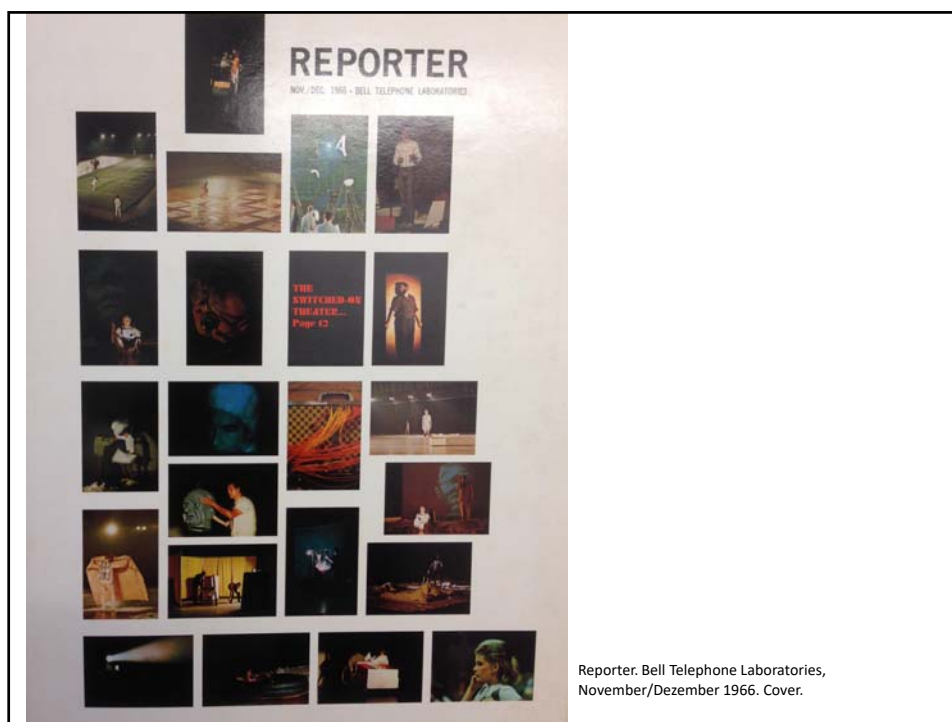 REPORTER
NOV./DEC. 1966 • BELL TELEPHONE LABORATORIES
A
THE
SWITCHED-ON
THEATER...
Page 13
Reporter. Bell Telephone Laboratories,
November/Dezember 1966. Cover.